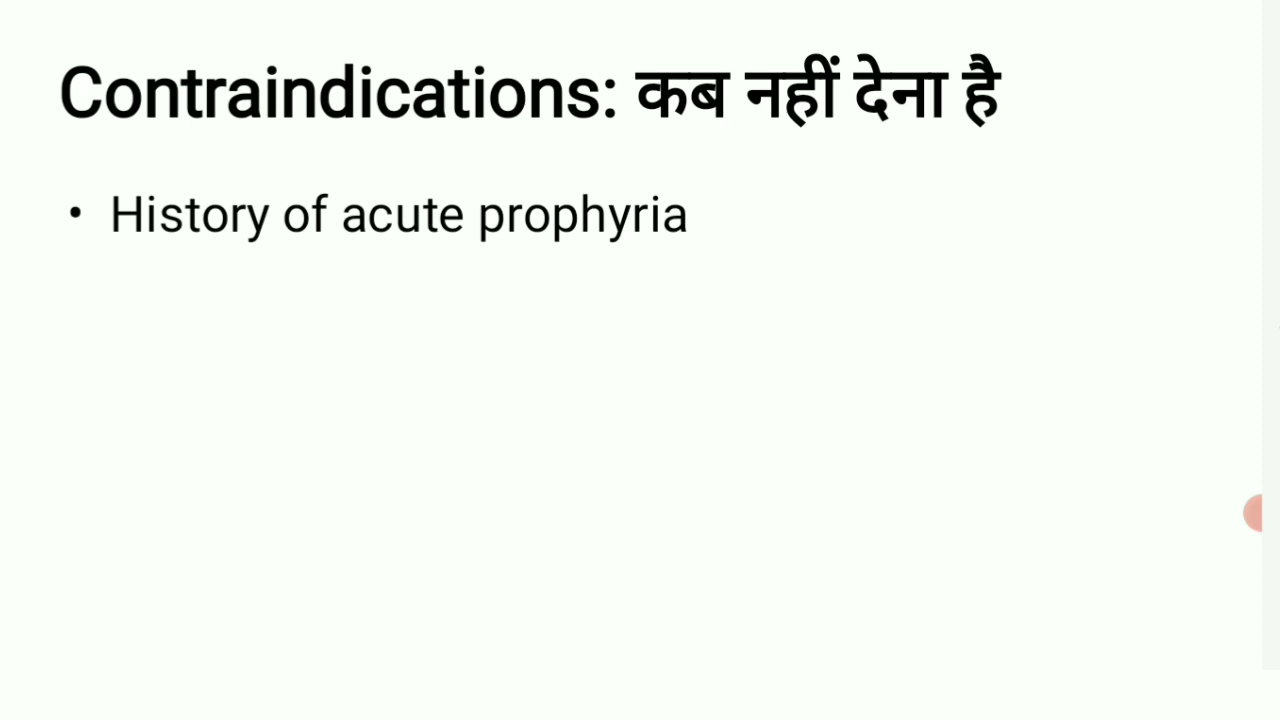 Contraindications: कब नहीं देना है
• History of acute prophyria